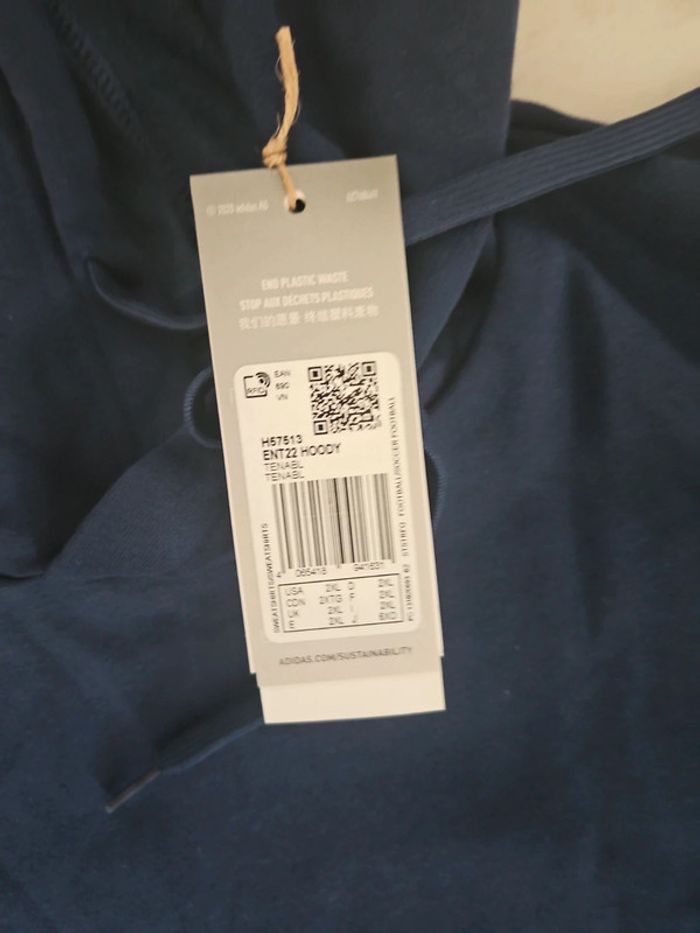 © 2020 adidas AG
END PLASTIC WASTE
STOP AUX DÉCHETS PLASTIQUES
我们的愿景 终结塑料废物
RFID
EAN
690
VN
H57513
ENT22 HOODY
TENABL
TENABL
SWEATSHIRTS/SWEATSHIRTS
FOOTBALL/SOCCER FOOTBALL
4 065418 941631
USA 2XL D 2XL
CDN 2XTG F 2XL
UK 2XL I 2XL
E 2XL J 6XO
ADIDAS.COM/SUSTAINABILITY